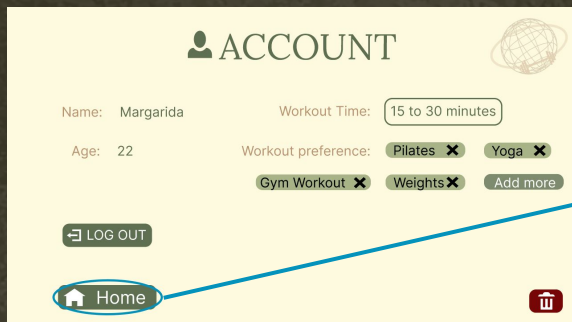 ACCOUNT
Name: Margarida
Workout Time: 15 to 30 minutes
Age: 22
Workout preference: Pilates Yoga
Gym Workout Weights Add more
LOG OUT
Home